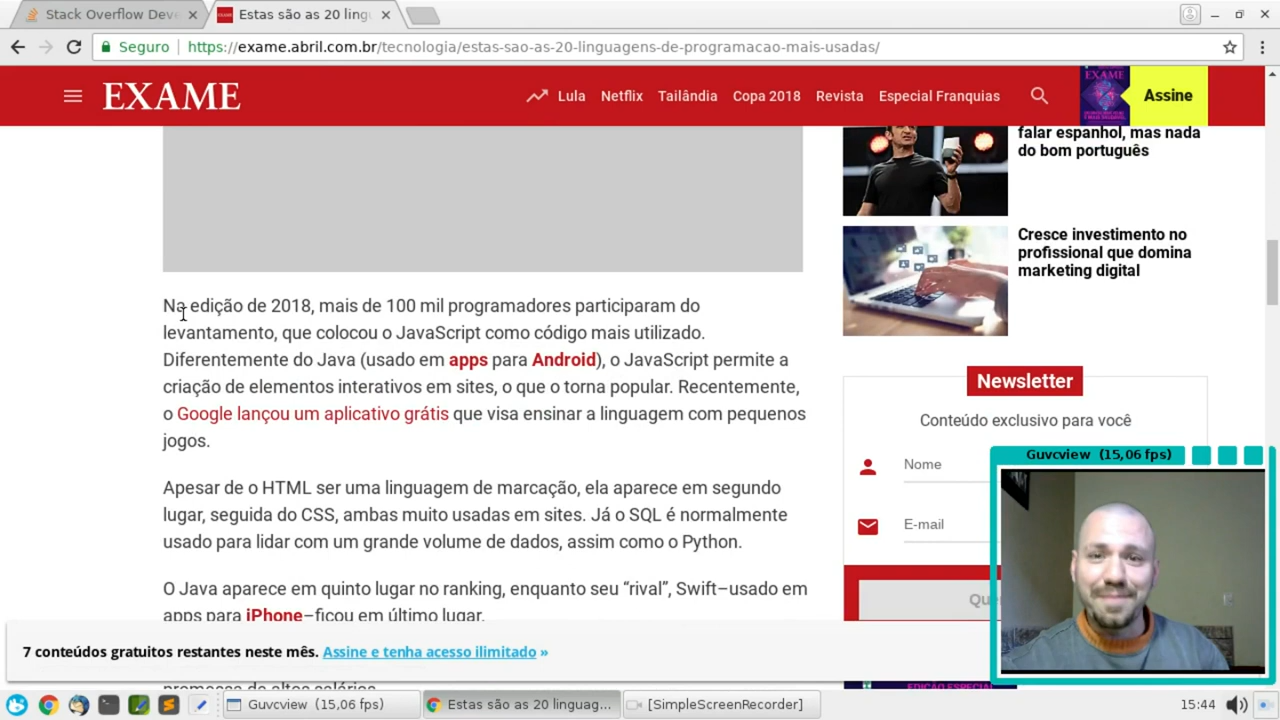 Stack Overflow Deve
Estas são as 20 ling
Seguro
https://exame.abril.com.br/tecnologia/estas-sao-as-20-linguagens-de-programacao-mais-usadas/
EXAME
Lula
Netflix
Tailândia
Copa 2018
Revista
Especial Franquias
EXAME
Assine
falar espanhol, mas nada
do bom português
Cresce investimento no
profissional que domina
marketing digital
Na edição de 2018, mais de 100 mil programadores participaram do
levantamento, que colocou o JavaScript como código mais utilizado.
Diferentemente do Java (usado em apps para Android), o JavaScript permite a
criação de elementos interativos em sites, o que o torna popular. Recentemente,
o Google lançou um aplicativo grátis que visa ensinar a linguagem com pequenos
jogos.
Apesar de o HTML ser uma linguagem de marcação, ela aparece em segundo
lugar, seguida do CSS, ambas muito usadas em sites. Já o SQL é normalmente
usado para lidar com um grande volume de dados, assim como o Python.
O Java aparece em quinto lugar no ranking, enquanto seu “rival”, Swift–usado em
apps para iPhone–ficou em último lugar.
Newsletter
Conteúdo exclusivo para você
Nome
E-mail
Que
Guvcview (15,06 fps)
7 conteúdos gratuitos restantes neste mês. Assine e tenha acesso ilimitado »
promessa de altos salários
EDIÇÃO ESPECIAL
Guvcview (15,06 fps)
Estas são as 20 linguag...
[SimpleScreenRecorder]
15:44